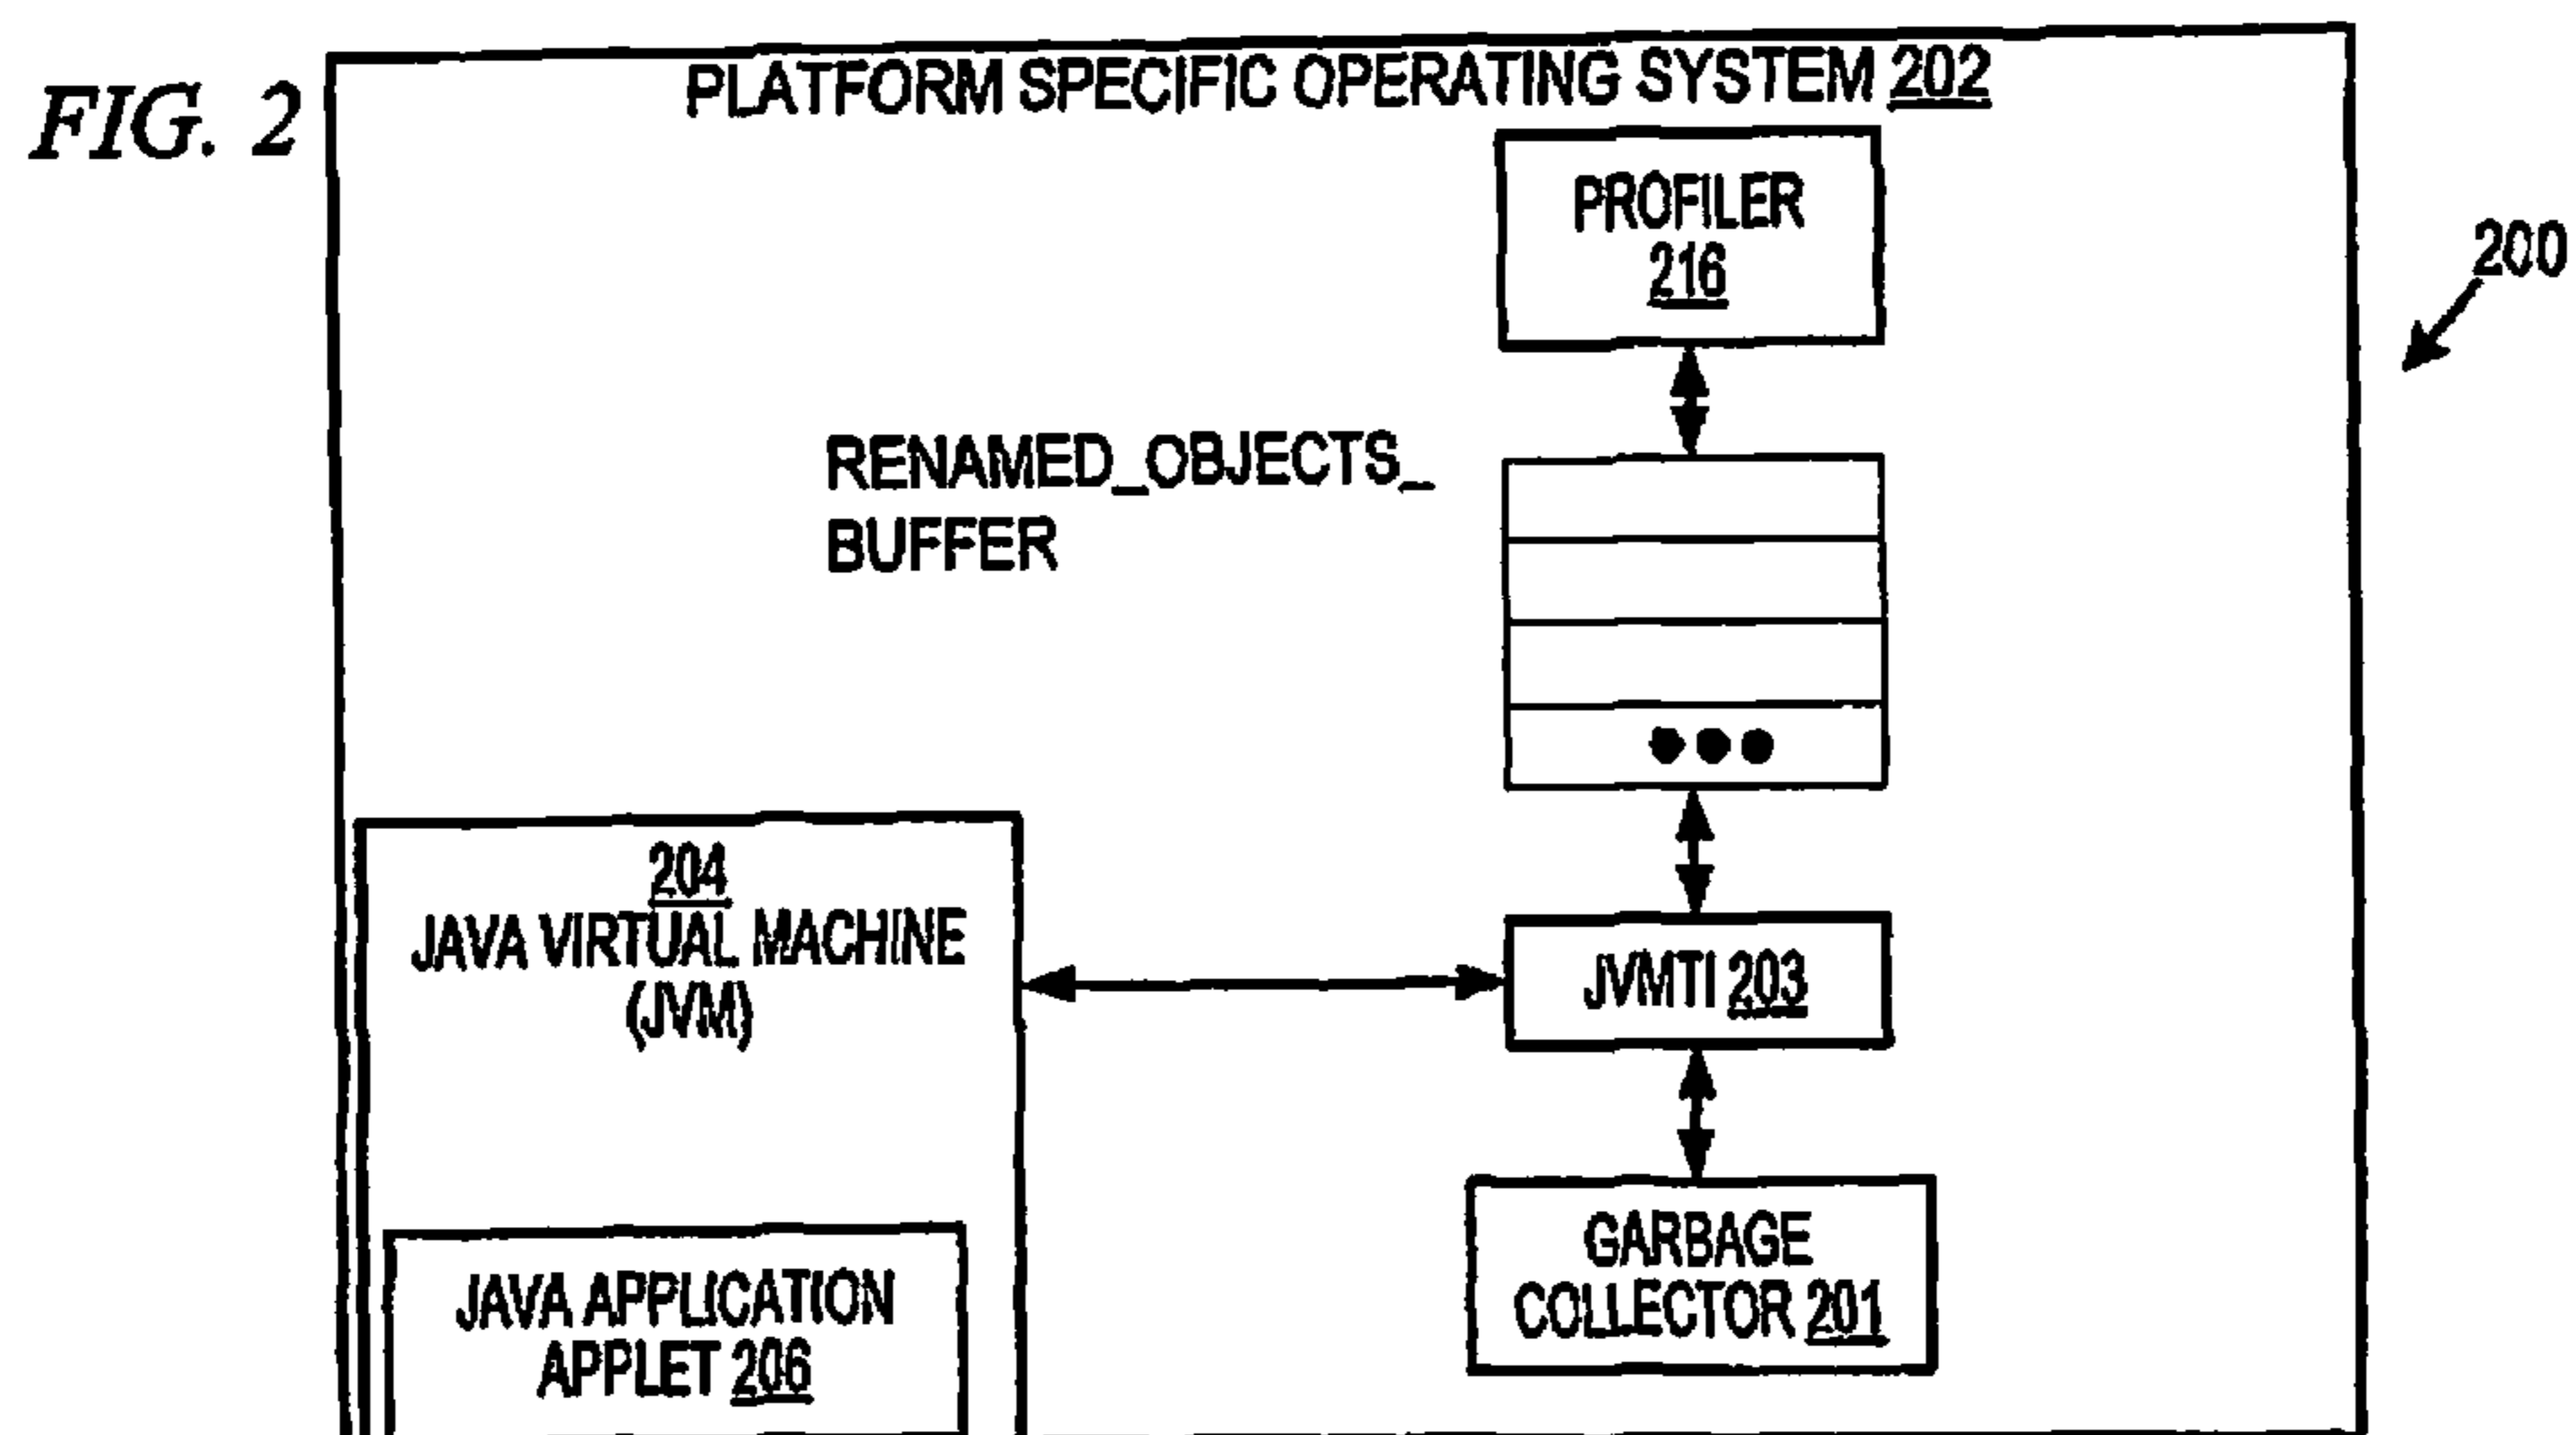 FIG. 2
PLATFORM SPECIFIC OPERATING SYSTEM 202
PROFILER
216
200
RENAMED_OBJECTS_
BUFFER
204
JAVA VIRTUAL MACHINE
(JVM)
JVMTI 203
GARBAGE
COLLECTOR 201
JAVA APPLICATION
APPLET 206